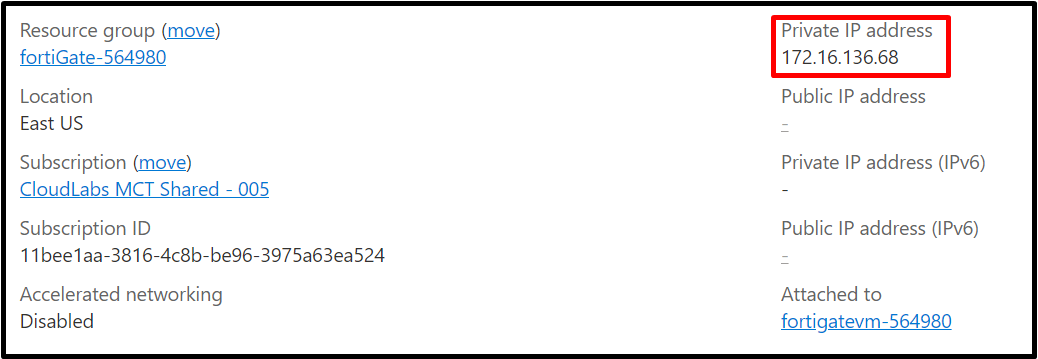 Resource group (move)
fortiGate-564980
Location
East US
Subscription (move)
CloudLabs MCT Shared - 005
Subscription ID
11bee1aa-3816-4c8b-be96-3975a63ea524
Accelerated networking
Disabled
Private IP address
172.16.136.68
Public IP address
-
Private IP address (IPv6)
-
Public IP address (IPv6)
-
Attached to
fortigatevm-564980